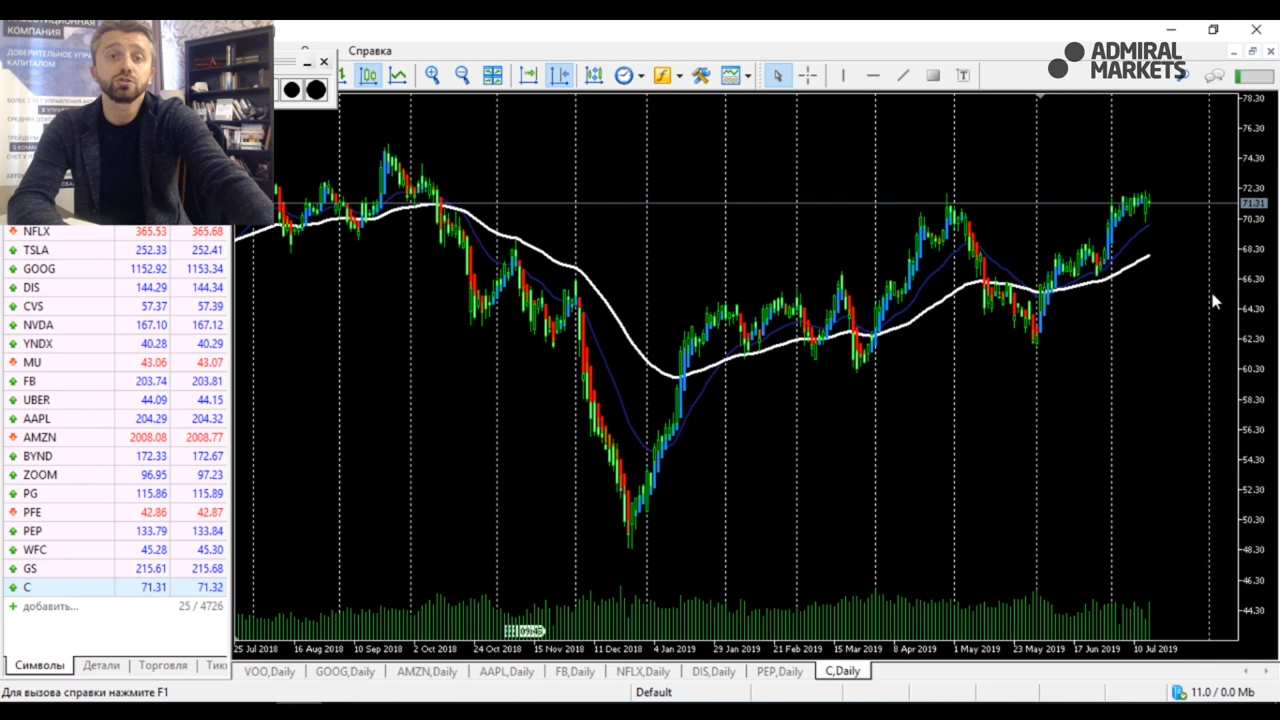 ИНВЕСТИЦИОННАЯ
КОМПАНИЯ
ДОВЕРИТЕЛЬНОЕ УПРА
КАПИТАЛОМ
Справка
ADMIRAL
MARKETS
78.30
76.30
74.30
72.30
71.31
70.30
68.30
66.30
64.30
62.30
60.30
58.30
56.30
54.30
52.30
50.30
48.30
46.30
44.30
NFLX 365.53 365.68
TSLA 252.33 252.41
GOOG 1152.92 1153.34
DIS 144.29 144.34
CVS 57.37 57.39
NVDA 167.10 167.12
YNDX 40.28 40.29
MU 43.06 43.07
FB 203.74 203.81
UBER 44.09 44.15
AAPL 204.29 204.32
AMZN 2008.08 2008.77
BYND 172.33 172.67
ZOOM 96.95 97.23
PG 115.86 115.89
PFE 42.86 42.87
PEP 133.79 133.84
WFC 45.28 45.30
GS 215.61 215.68
C 71.31 71.32
добавить... 25 / 4726
09:45
25 Jul 2018 16 Aug 2018 10 Sep 2018 2 Oct 2018 24 Oct 2018 15 Nov 2018 11 Dec 2018 4 Jan 2019 29 Jan 2019 21 Feb 2019 15 Mar 2019 8 Apr 2019 1 May 2019 23 May 2019 17 Jun 2019 10 Jul 2019
Символы Детали Торговля Тик
VOO,Daily GOOG,Daily AMZN,Daily AAPL,Daily FB,Daily NFLX,Daily DIS,Daily PEP,Daily C,Daily
Для вызова справки нажмите F1 Default 11.0 / 0.0 Mb